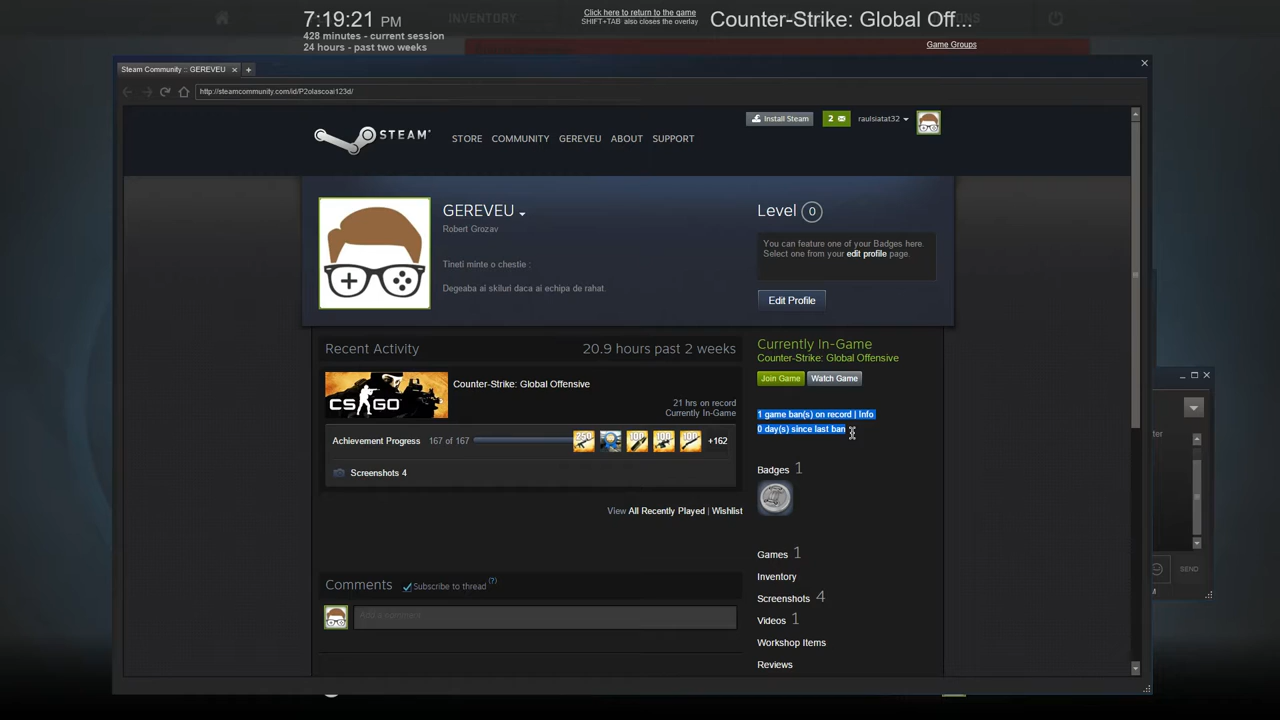 INVENTORY
7:19:21 PM
428 minutes - current session
24 hours - past two weeks
Click here to return to the game
SHIFT+TAB also closes the overlay
Counter-Strike: Global Off...
Game Groups
Steam Community :: GEREVEU
http://steamcommunity.com/id/P2olascoai123d/
Install Steam
2
raulsiatat32
STEAM
STORE
COMMUNITY
GEREVEU
ABOUT
SUPPORT
GEREVEU
Robert Grozav
Tineti minte o chestie :
Degeaba ai skiluri daca ai echipa de rahat.
Level 0
You can feature one of your Badges here.
Select one from your edit profile page.
Edit Profile
Recent Activity
20.9 hours past 2 weeks
CS GO
Counter-Strike: Global Offensive
21 hrs on record
Currently In-Game
Achievement Progress 167 of 167
250
100
100
100
+162
Screenshots 4
View All Recently Played | Wishlist
Comments
Subscribe to thread (?)
Add a comment
Currently In-Game
Counter-Strike: Global Offensive
Join Game
Watch Game
1 game ban(s) on record | Info
0 day(s) since last ban
Badges 1
Games 1
Inventory
Screenshots 4
Videos 1
Workshop Items
Reviews
SEND